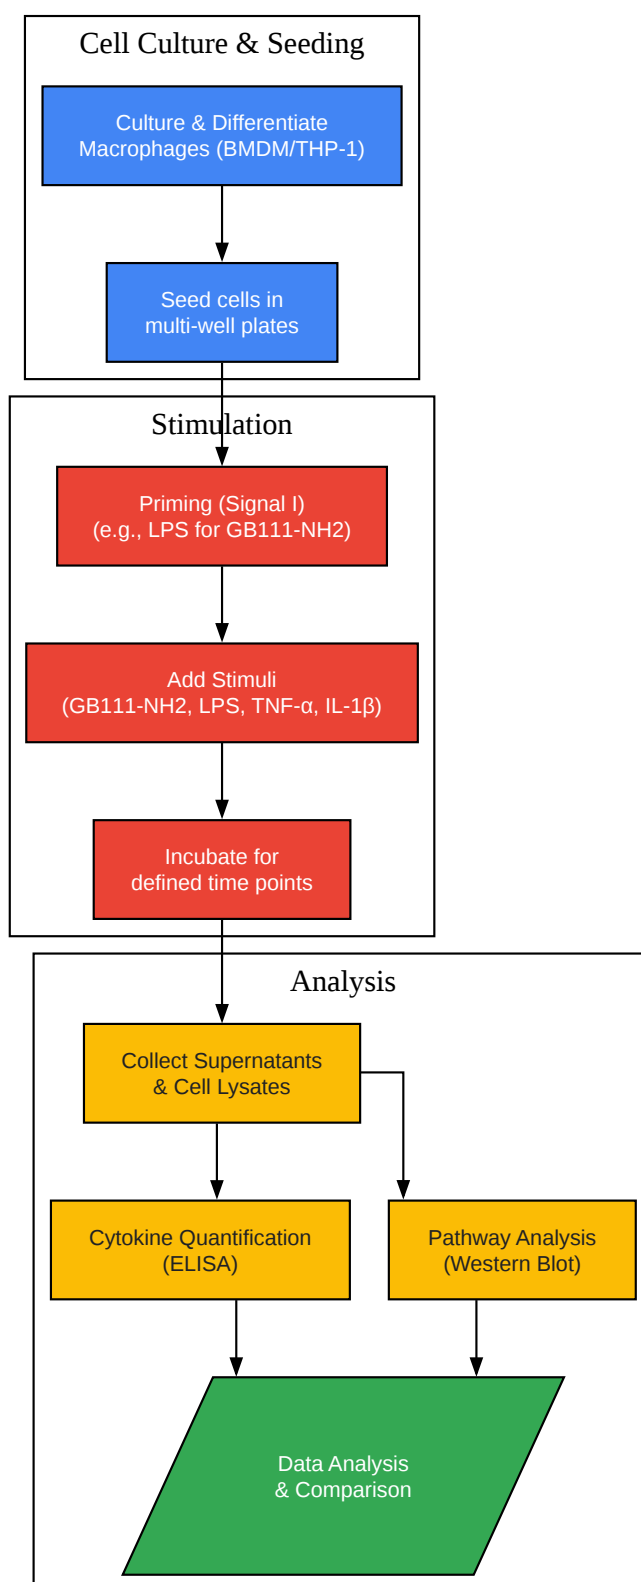 Cell Culture & Seeding
Culture & Differentiate
Macrophages (BMDM/THP-1)
Seed cells in
multi-well plates
Stimulation
Priming (Signal I)
(e.g., LPS for GB111-NH2)
Add Stimuli
(GB111-NH2, LPS, TNF-α, IL-1β)
Incubate for
defined time points
Analysis
Collect Supernatants
& Cell Lysates
Cytokine Quantification
(ELISA)
Pathway Analysis
(Western Blot)
Data Analysis
& Comparison